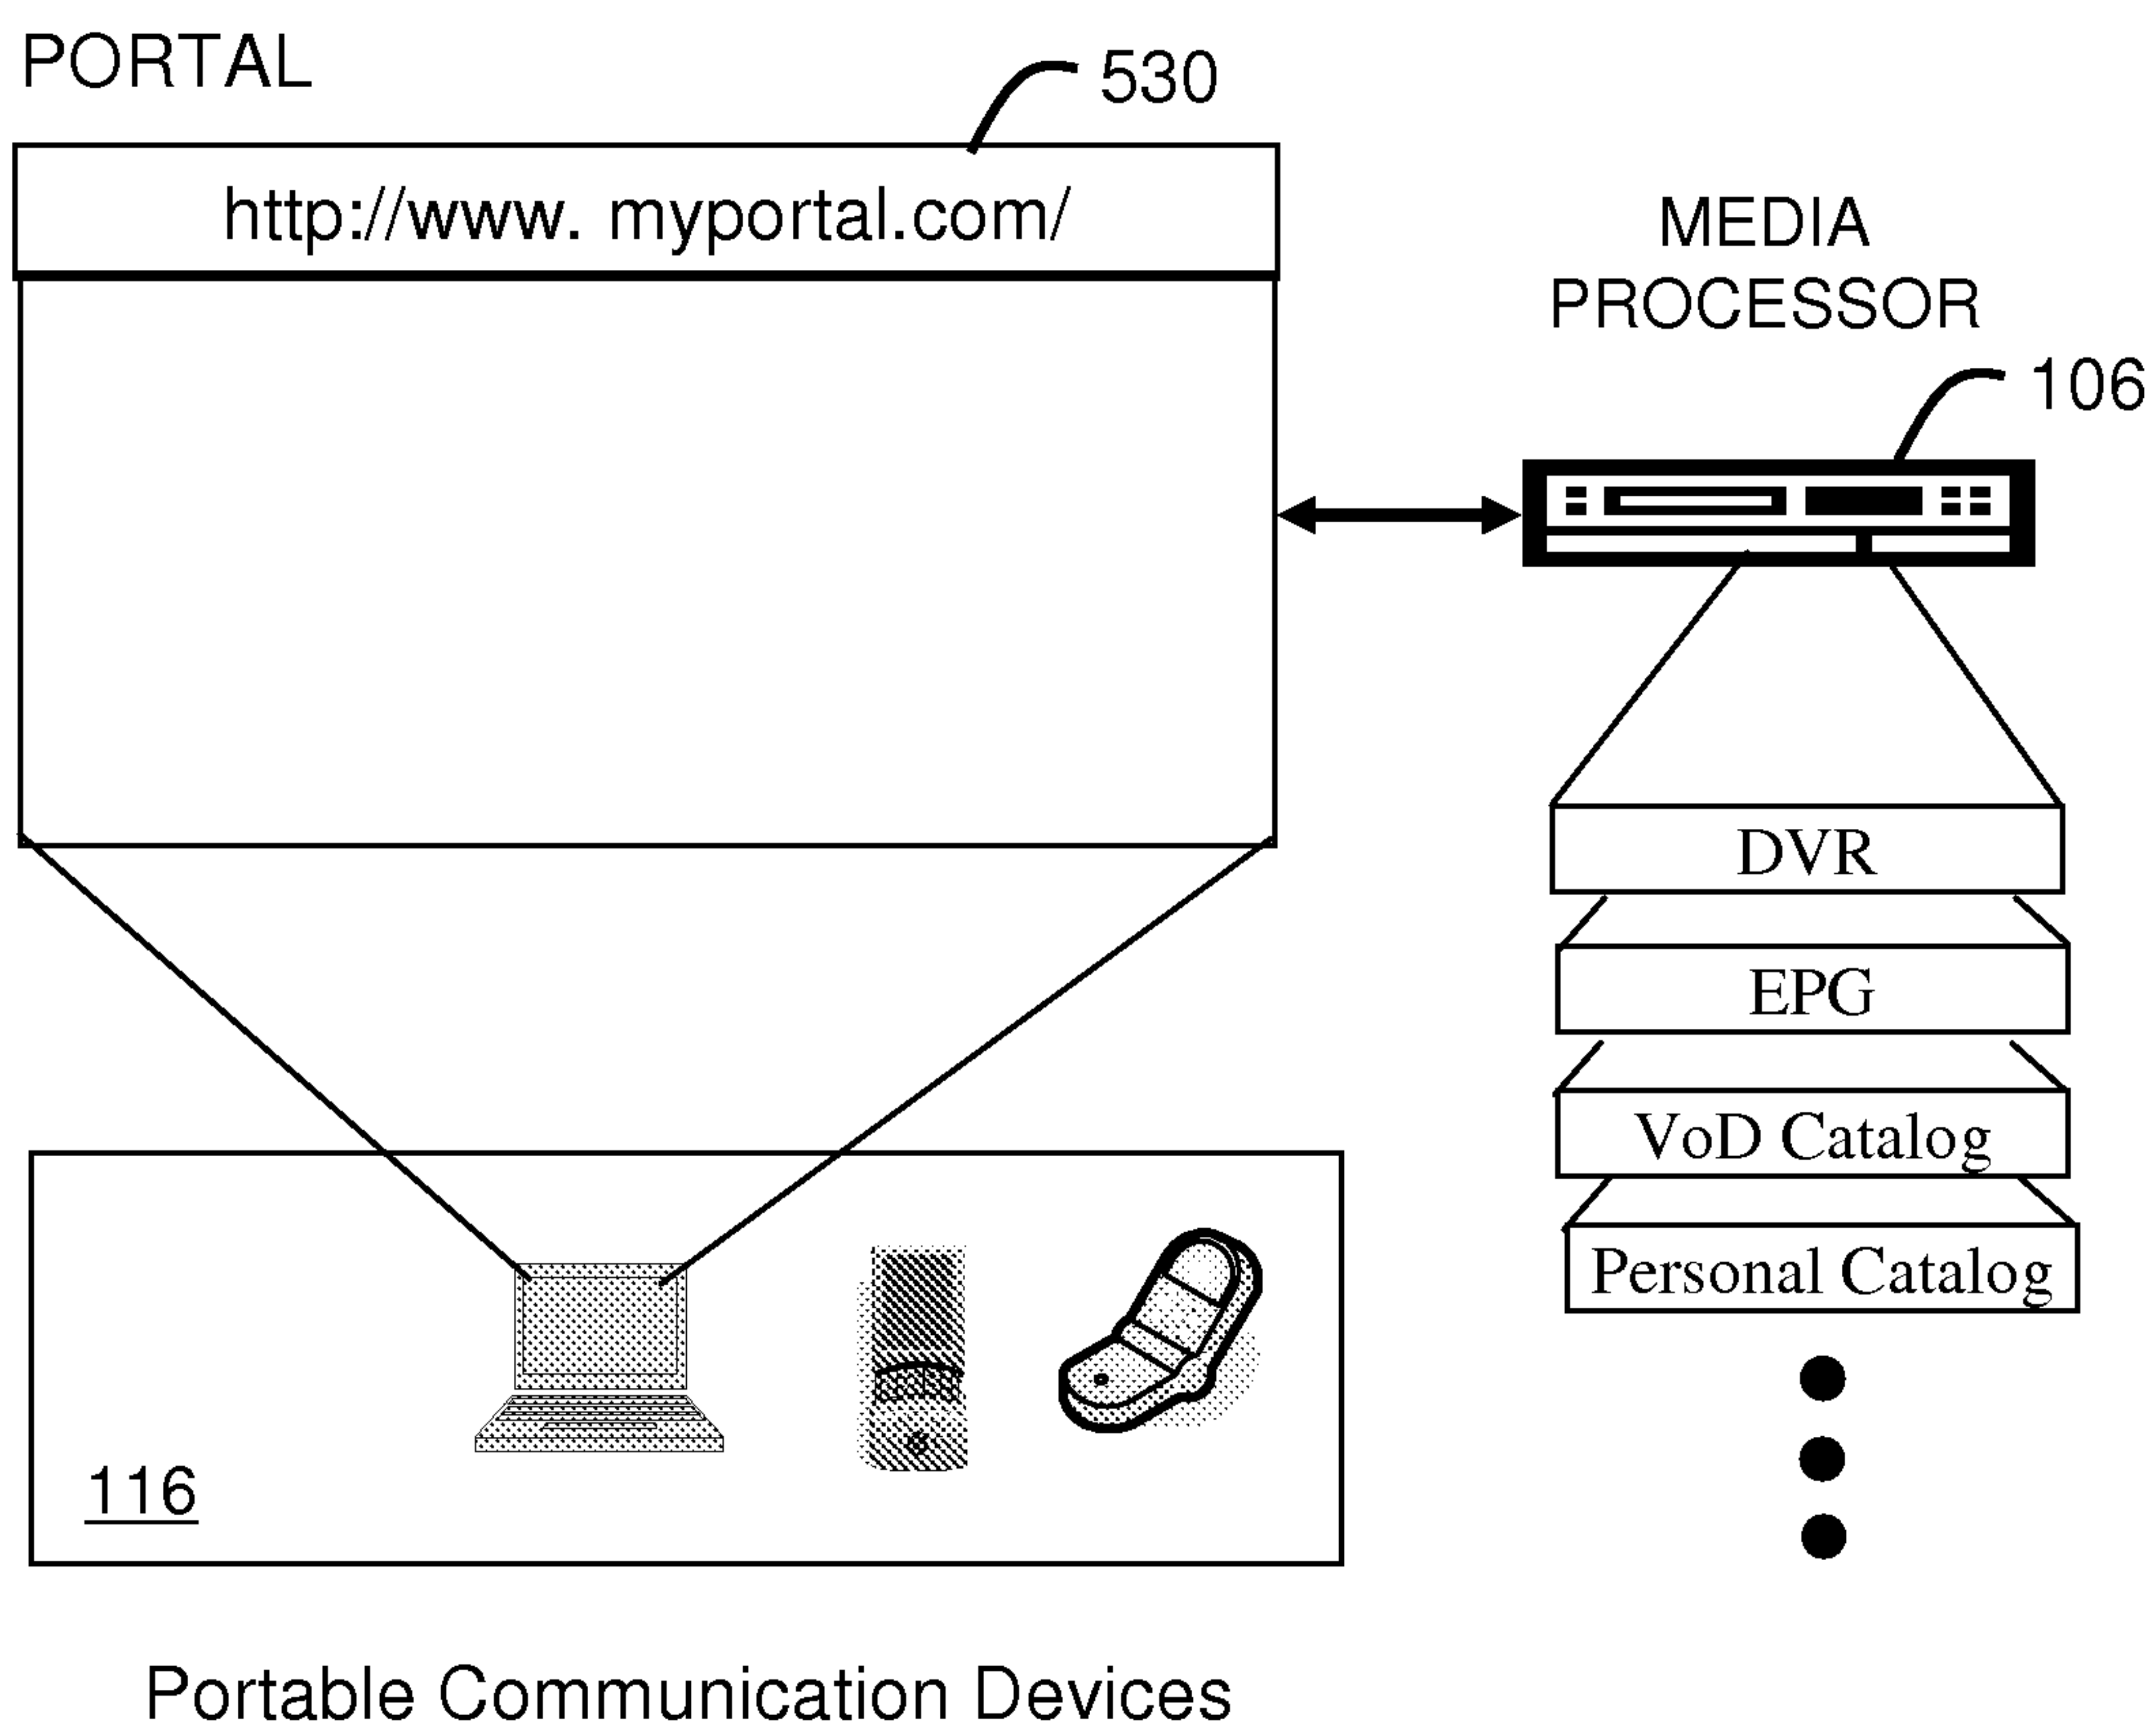 PORTAL
530
http://www. myportal.com/
MEDIA
PROCESSOR
106
DVR
EPG
VoD Catalog
Personal Catalog
116
Portable Communication Devices